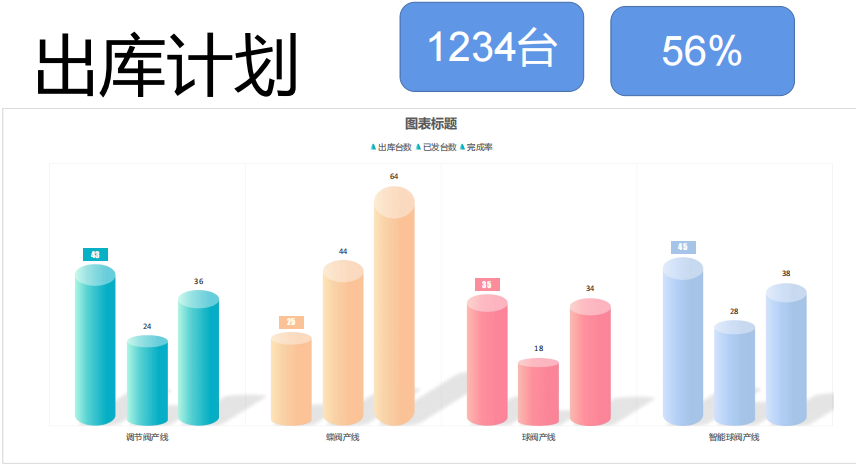 出库计划
1234台
56%
图表标题
出库台数 已发台数 完成率
43 24 36 25 44 64 35 18 34 45 28 38
调节阀产线 蝶阀产线 球阀产线 智能球阀产线